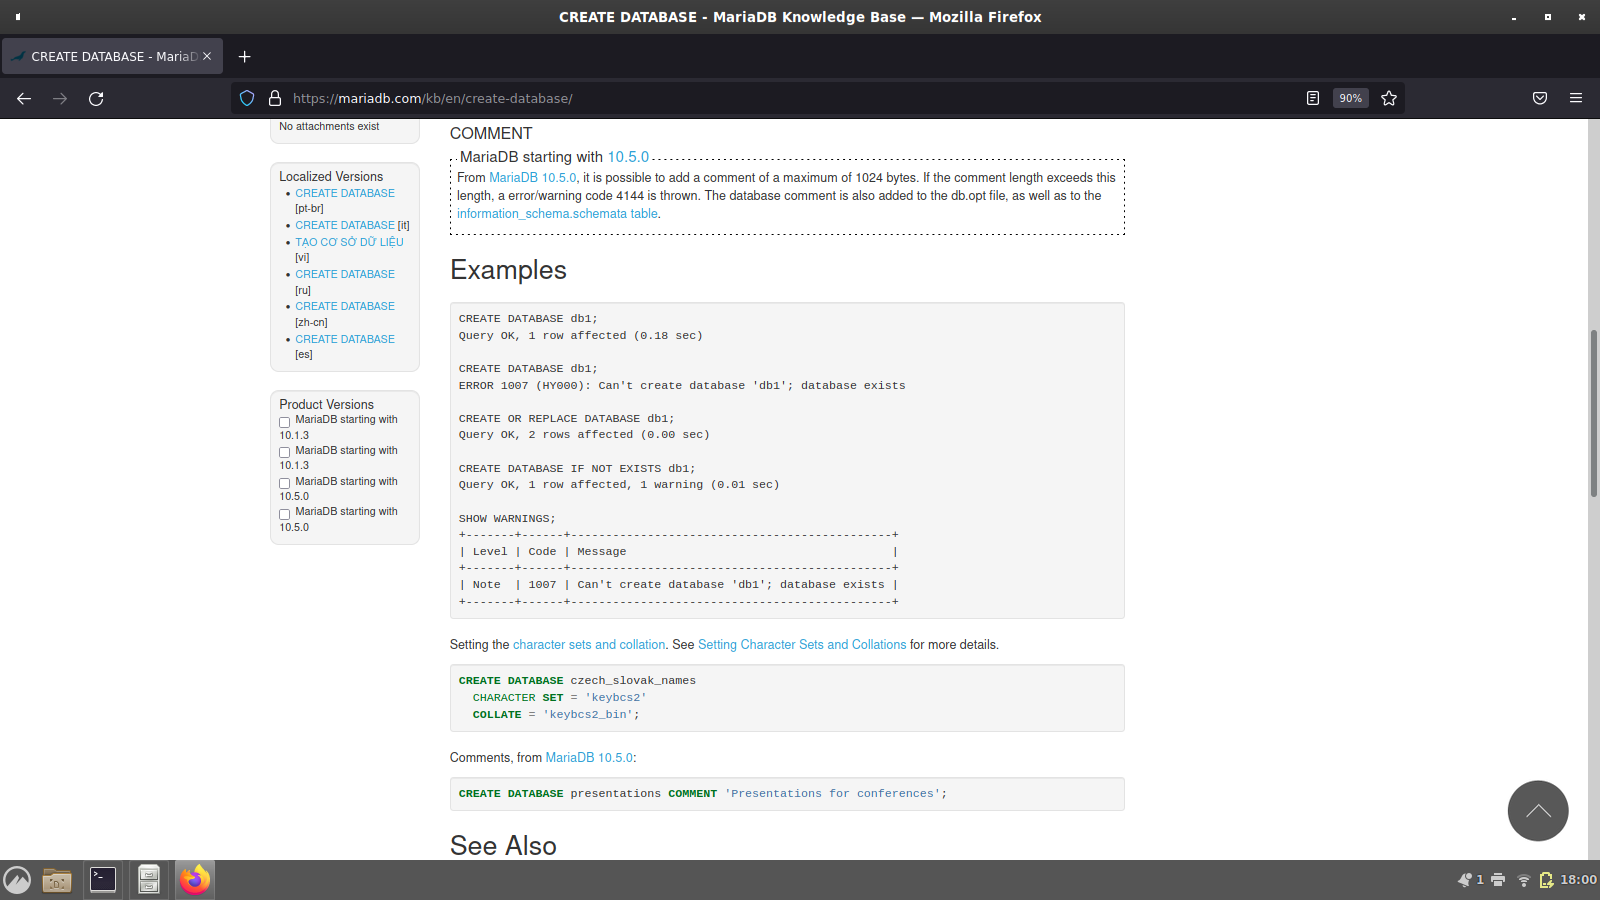 CREATE DATABASE - MariaDB Knowledge Base — Mozilla Firefox
CREATE DATABASE - MariaD
https://mariadb.com/kb/en/create-database/
90%
No attachments exist
Localized Versions
CREATE DATABASE
[pt-br]
CREATE DATABASE [it]
TẠO CƠ SỞ DỮ LIỆU
[vi]
CREATE DATABASE
[ru]
CREATE DATABASE
[zh-cn]
CREATE DATABASE
[es]
Product Versions
MariaDB starting with
10.1.3
MariaDB starting with
10.1.3
MariaDB starting with
10.5.0
MariaDB starting with
10.5.0
COMMENT
MariaDB starting with 10.5.0
From MariaDB 10.5.0, it is possible to add a comment of a maximum of 1024 bytes. If the comment length exceeds this
length, a error/warning code 4144 is thrown. The database comment is also added to the db.opt file, as well as to the
information_schema.schemata table.
Examples
CREATE DATABASE db1;
Query OK, 1 row affected (0.18 sec)
CREATE DATABASE db1;
ERROR 1007 (HY000): Can't create database 'db1'; database exists
CREATE OR REPLACE DATABASE db1;
Query OK, 2 rows affected (0.00 sec)
CREATE DATABASE IF NOT EXISTS db1;
Query OK, 1 row affected, 1 warning (0.01 sec)
SHOW WARNINGS;
+-------+------+----------------------------------------------+
| Level | Code | Message                                      |
+-------+------+----------------------------------------------+
| Note  | 1007 | Can't create database 'db1'; database exists |
+-------+------+----------------------------------------------+
Setting the character sets and collation. See Setting Character Sets and Collations for more details.
CREATE DATABASE czech_slovak_names
CHARACTER SET = 'keybcs2'
COLLATE = 'keybcs2_bin';
Comments, from MariaDB 10.5.0:
CREATE DATABASE presentations COMMENT 'Presentations for conferences';
See Also
1
18:00